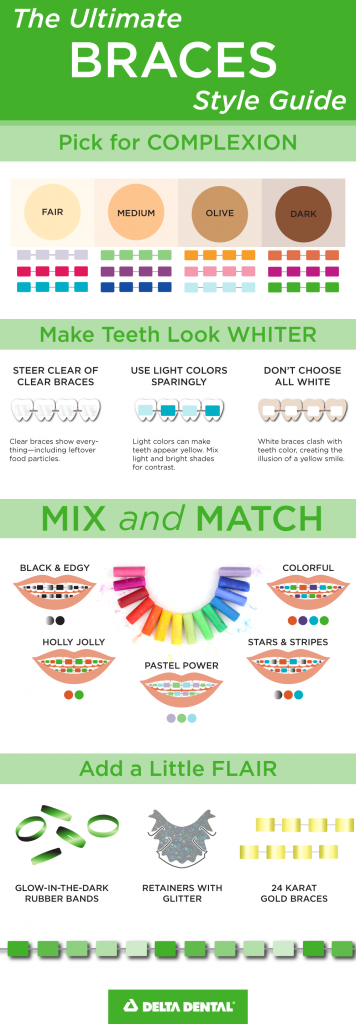 The Ultimate
BRACES
Style Guide
Pick for COMPLEXION
FAIR
MEDIUM
OLIVE
DARK
Make Teeth Look WHITER
STEER CLEAR OF
CLEAR BRACES
Clear braces show every-
thing—including leftover
food particles.
USE LIGHT COLORS
SPARINGLY
Light colors can make
teeth appear yellow. Mix
light and bright shades
for contrast.
DON'T CHOOSE
ALL WHITE
White braces clash with
teeth color, creating the
illusion of a yellow smile.
MIX and MATCH
BLACK & EDGY
COLORFUL
HOLLY JOLLY
STARS & STRIPES
PASTEL POWER
Add a Little FLAIR
GLOW-IN-THE-DARK
RUBBER BANDS
RETAINERS WITH
GLITTER
24 KARAT
GOLD BRACES
DELTA DENTAL®